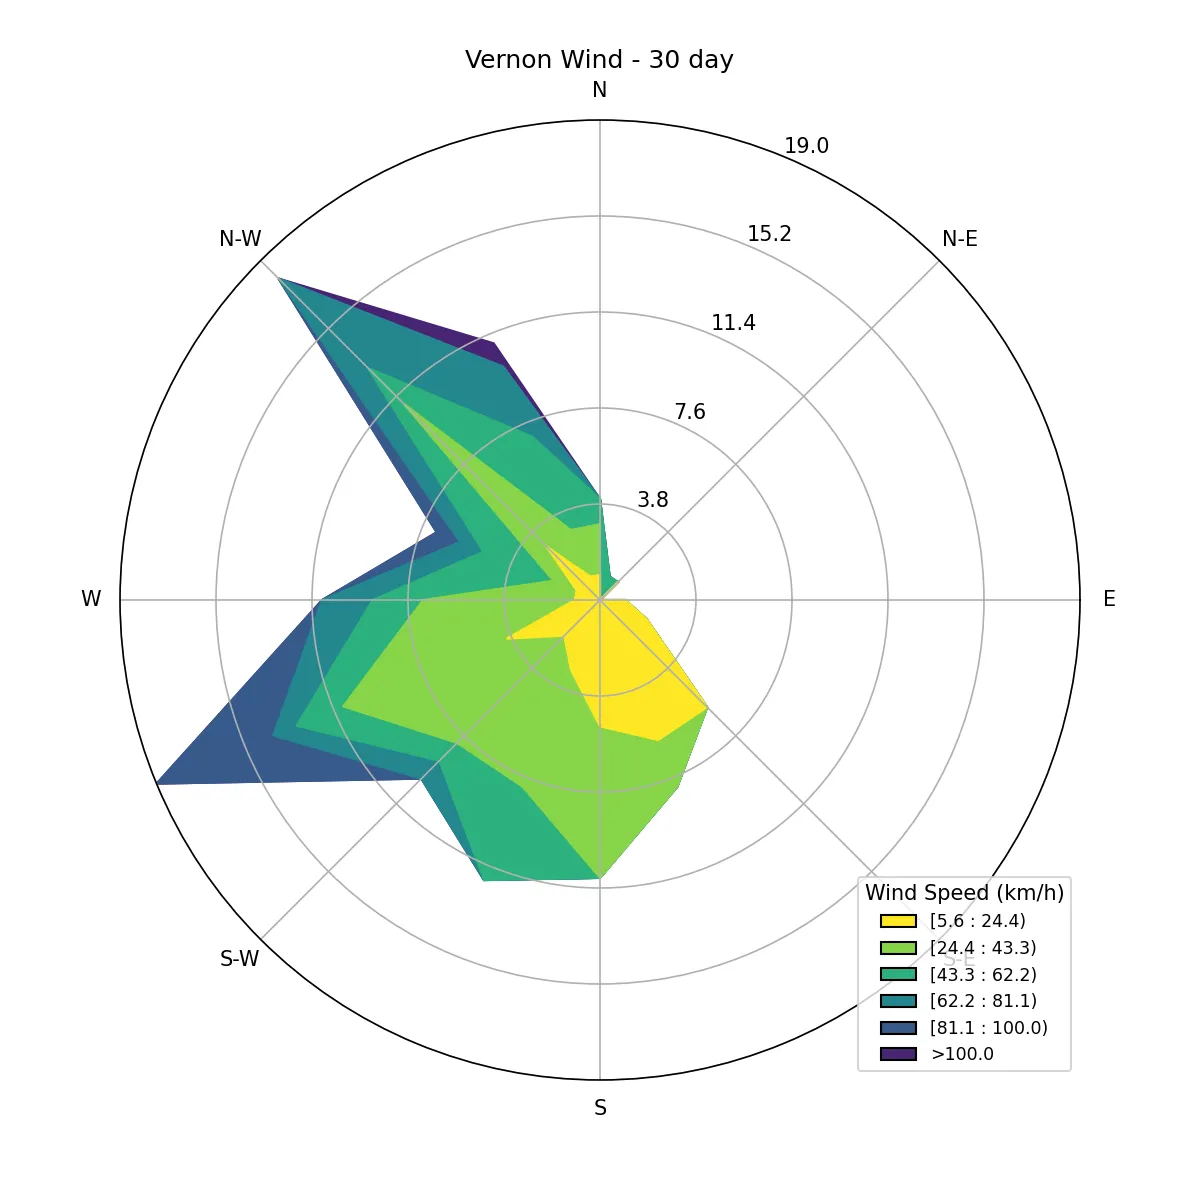 Vernon Wind - 30 day
N
19.0
15.2
N-W
N-E
11.4
7.6
3.8
W
E
Wind Speed (km/h)
[5.6 : 24.4)
[24.4 : 43.3)
S-W
S-E
[43.3 : 62.2)
[62.2 : 81.1)
[81.1 : 100.0)
>100.0
S